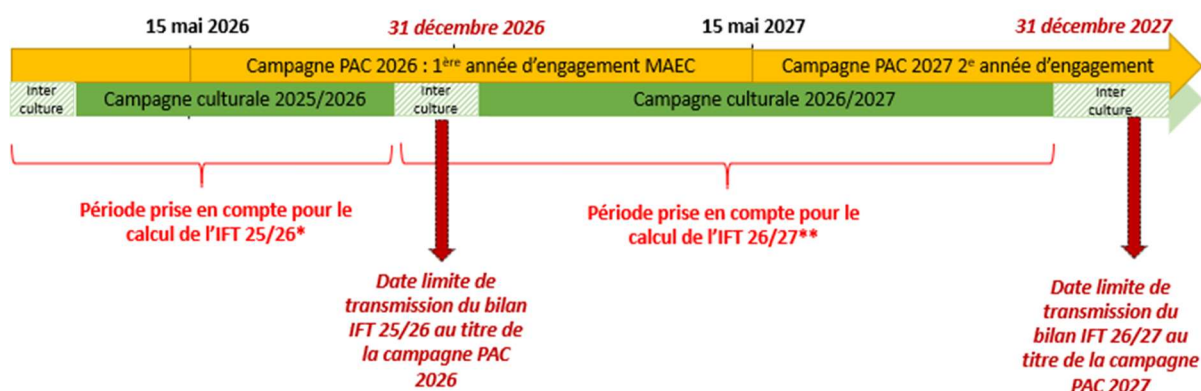 15 mai 2026
31 décembre 2026
15 mai 2027
31 décembre 2027
Campagne PAC 2026 : 1ère année d'engagement MAEC
Campagne PAC 2027 2e année d'engagement
Inter
culture
Campagne culturale 2025/2026
Inter
culture
Campagne culturale 2026/2027
Inter
culture
Période prise en compte pour le
calcul de l'IFT 25/26*
Période prise en compte pour le
calcul de l'IFT 26/27**
Date limite de
transmission du bilan
IFT 25/26 au titre de
la campagne PAC
2026
Date limite de
transmission du
bilan IFT 26/27 au
titre de la campagne
PAC 2027